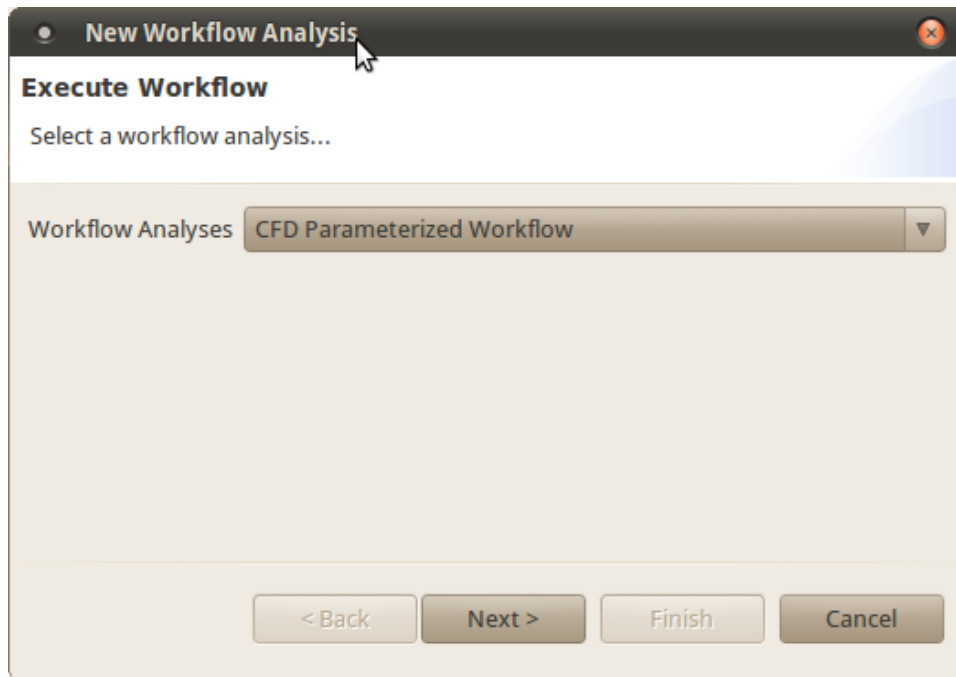 New Workflow Analysis
Execute Workflow
Select a workflow analysis...
Workflow Analyses CFD Parameterized Workflow
< Back Next > Finish Cancel